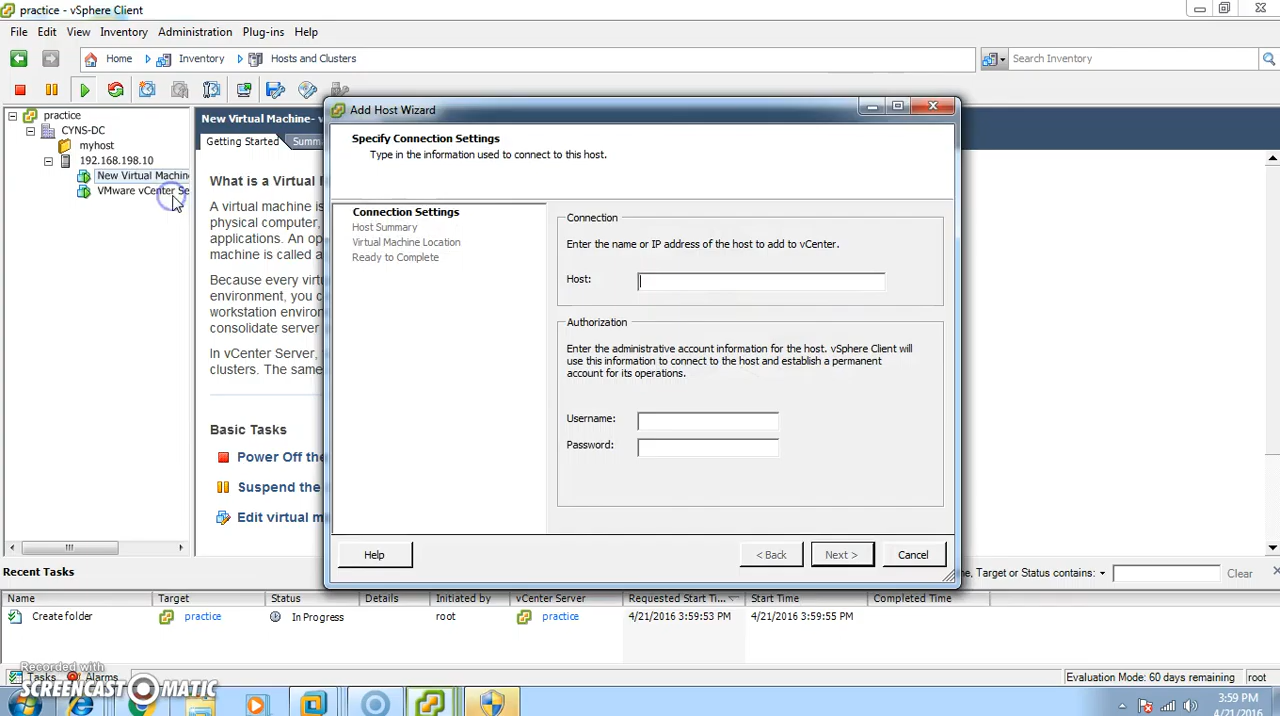 practice - vSphere Client
File Edit View Inventory Administration Plug-ins Help
Home Inventory Hosts and Clusters
Search Inventory
practice
CYNS-DC
myhost
192.168.198.10
New Virtual Machin
VMware vCenter Se
New Virtual Machine- v
Getting Started Summ
What is a Virtual
A virtual machine is
physical computer,
applications. An op
machine is called a
Because every virt
environment, you c
workstation environ
consolidate server
In vCenter Server,
clusters. The same
Basic Tasks
Power Off the
Suspend the
Edit virtual m
Add Host Wizard
Specify Connection Settings
Type in the information used to connect to this host.
Connection Settings
Host Summary
Virtual Machine Location
Ready to Complete
Connection
Enter the name or IP address of the host to add to vCenter.
Host:
Authorization
Enter the administrative account information for the host. vSphere Client will
use this information to connect to the host and establish a permanent
account for its operations.
Username:
Password:
Help < Back Next > Cancel
Recent Tasks
e, Target or Status contains: Clear
Name Target Status Details Initiated by vCenter Server Requested Start Ti... Start Time Completed Time
Create folder practice In Progress root practice 4/21/2016 3:59:53 PM 4/21/2016 3:59:55 PM
Tasks Alarms
Evaluation Mode: 60 days remaining root
Recorded with
SCREENCAST MATIC
3:59 PM
4/21/2016